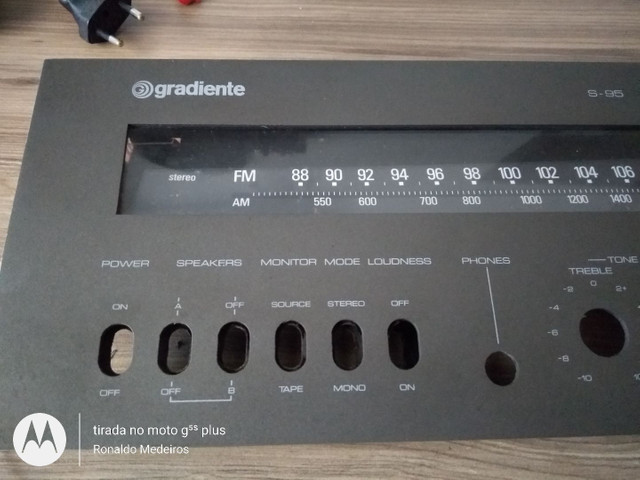 gradiente
S-95
stereo FM 88 90 92 94 96 98 100 102 104 106
AM 550 600 700 800 1000 1200 1400
POWER SPEAKERS MONITOR MODE LOUDNESS PHONES TONE
TREBLE
-2 0 2+
ON A OFF SOURCE STEREO OFF -4
-6
-8
-10 10
OFF OFF B TAPE MONO ON
tirada no moto gˢˢ plus
Ronaldo Medeiros